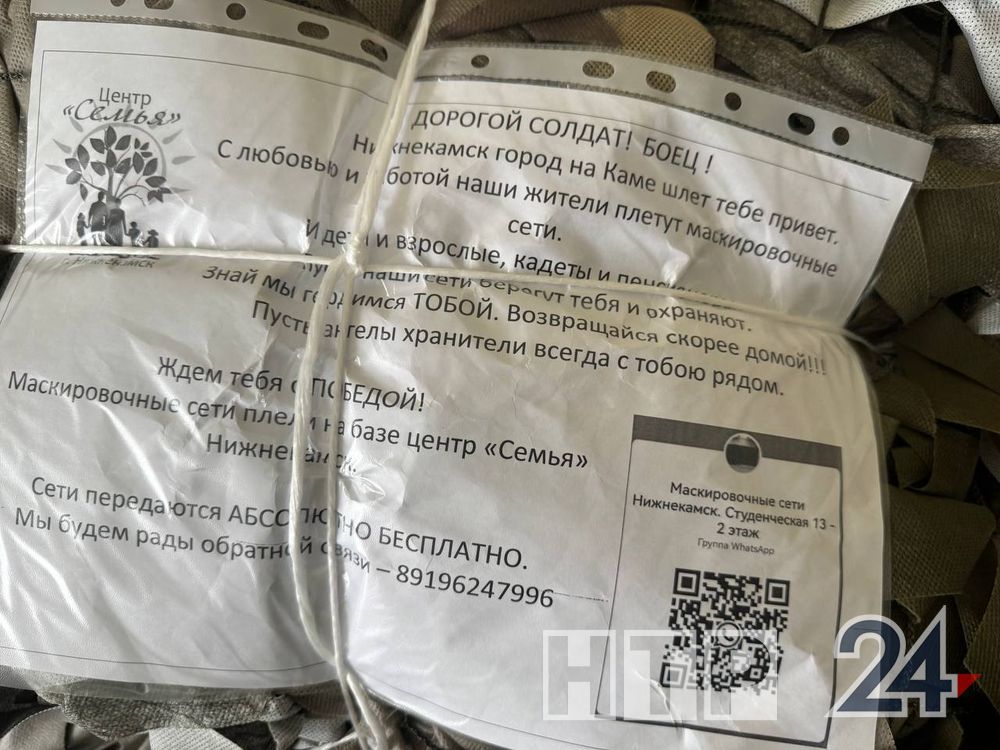 Центр
«Семья»
ДОРОГОЙ СОЛДАТ! БОЕЦ !
Нижнекамск город на Каме шлет тебе привет.
С любовью и заботой наши жители плетут маскировочные
сети.
И дети и взрослые, кадеты и
наши сети берегут тебя и охраняют.
Знай мы гордимся ТОБОЙ. Возвращайся скорее домой!!!
Пусть ангелы хранители всегда с тобою рядом.
Ждем тебя с ПОБЕДОЙ!
Маскировочные сети плели на базе центр «Семья»
Нижнекамск.
Сети передаются АБСОЛЮТНО БЕСПЛАТНО.
Мы будем рады обратной связи – 89196247996
Маскировочные сети
Нижнекамск. Студенческая 13 -
2 этаж
Группа WhatsApp
НТР 24